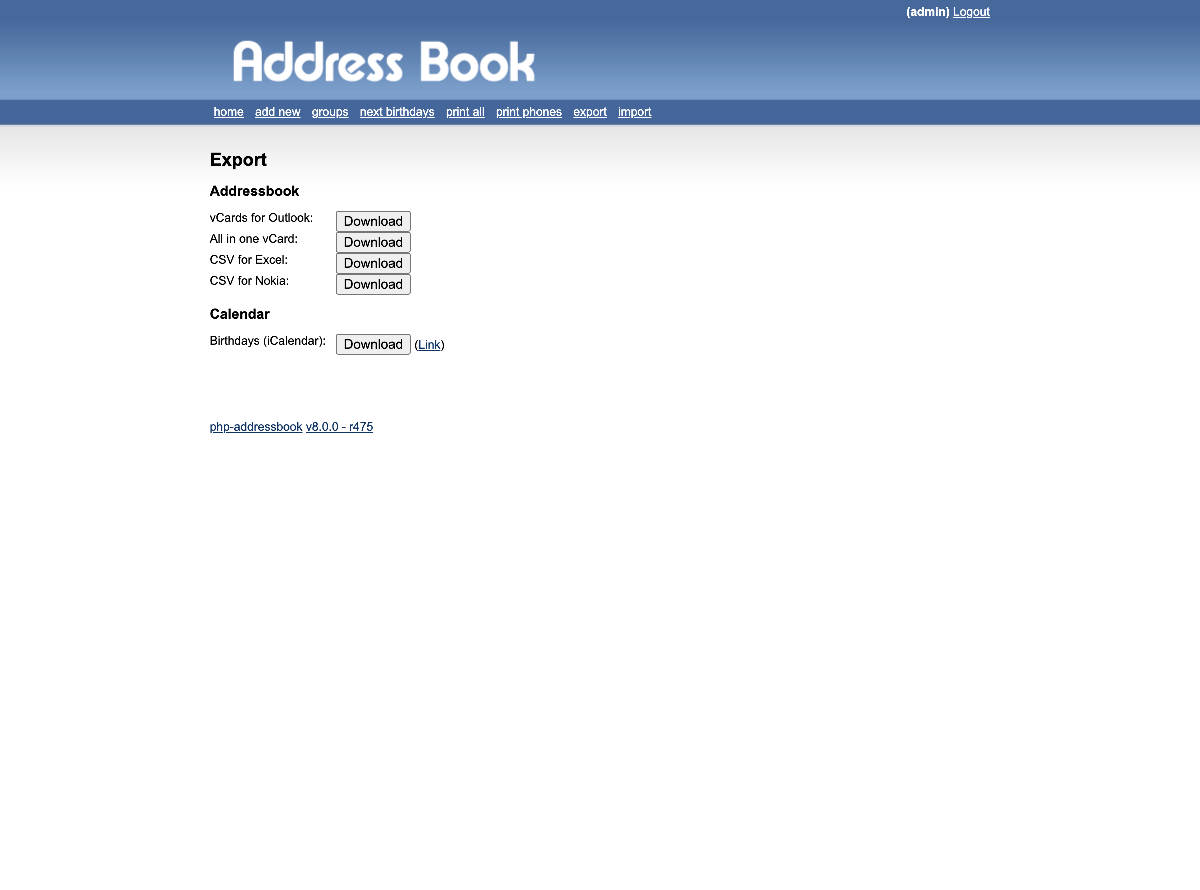 (admin) Logout
Address Book
home add new groups next birthdays print all print phones export import
Export
Addressbook
vCards for Outlook: Download
All in one vCard: Download
CSV for Excel: Download
CSV for Nokia: Download
Calendar
Birthdays (iCalendar): Download (Link)
php-addressbook v8.0.0 - r475